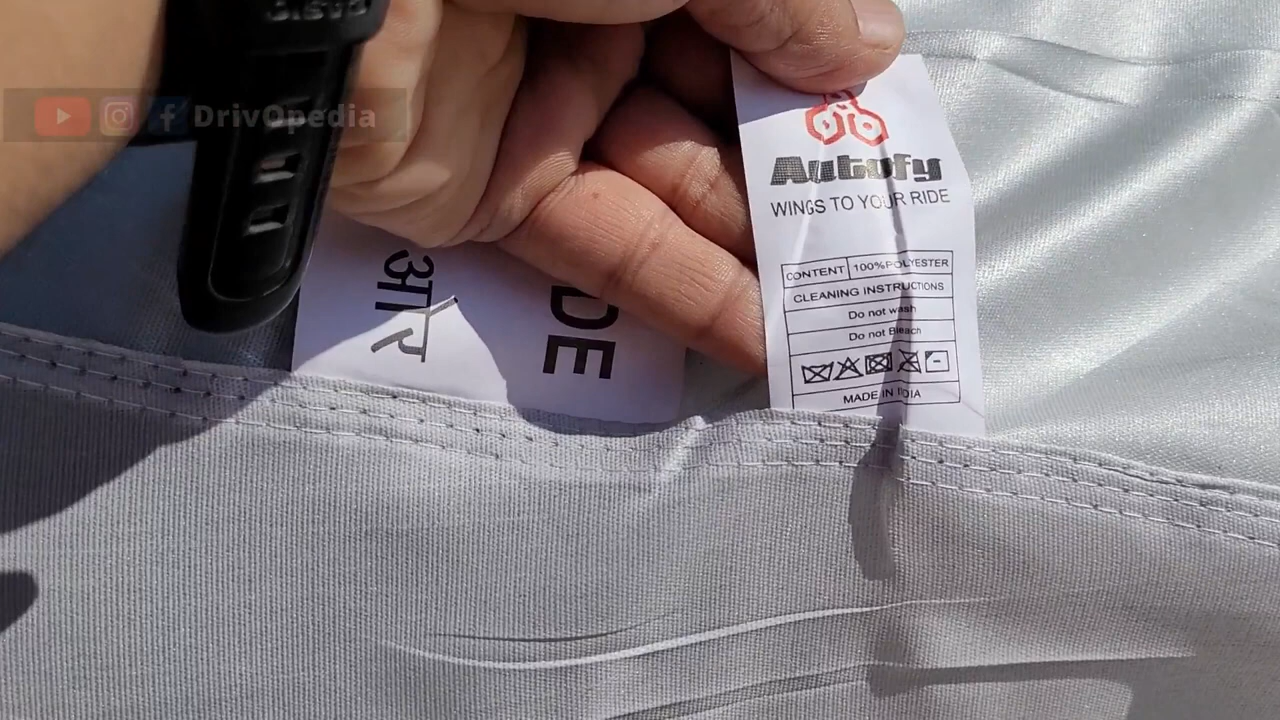 DrivOpedia
Autofy
WINGS TO YOUR RIDE
CONTENT 100%POLYESTER
CLEANING INSTRUCTIONS
Do not wash
Do not Bleach
MADE IN INDIA
अार
DE